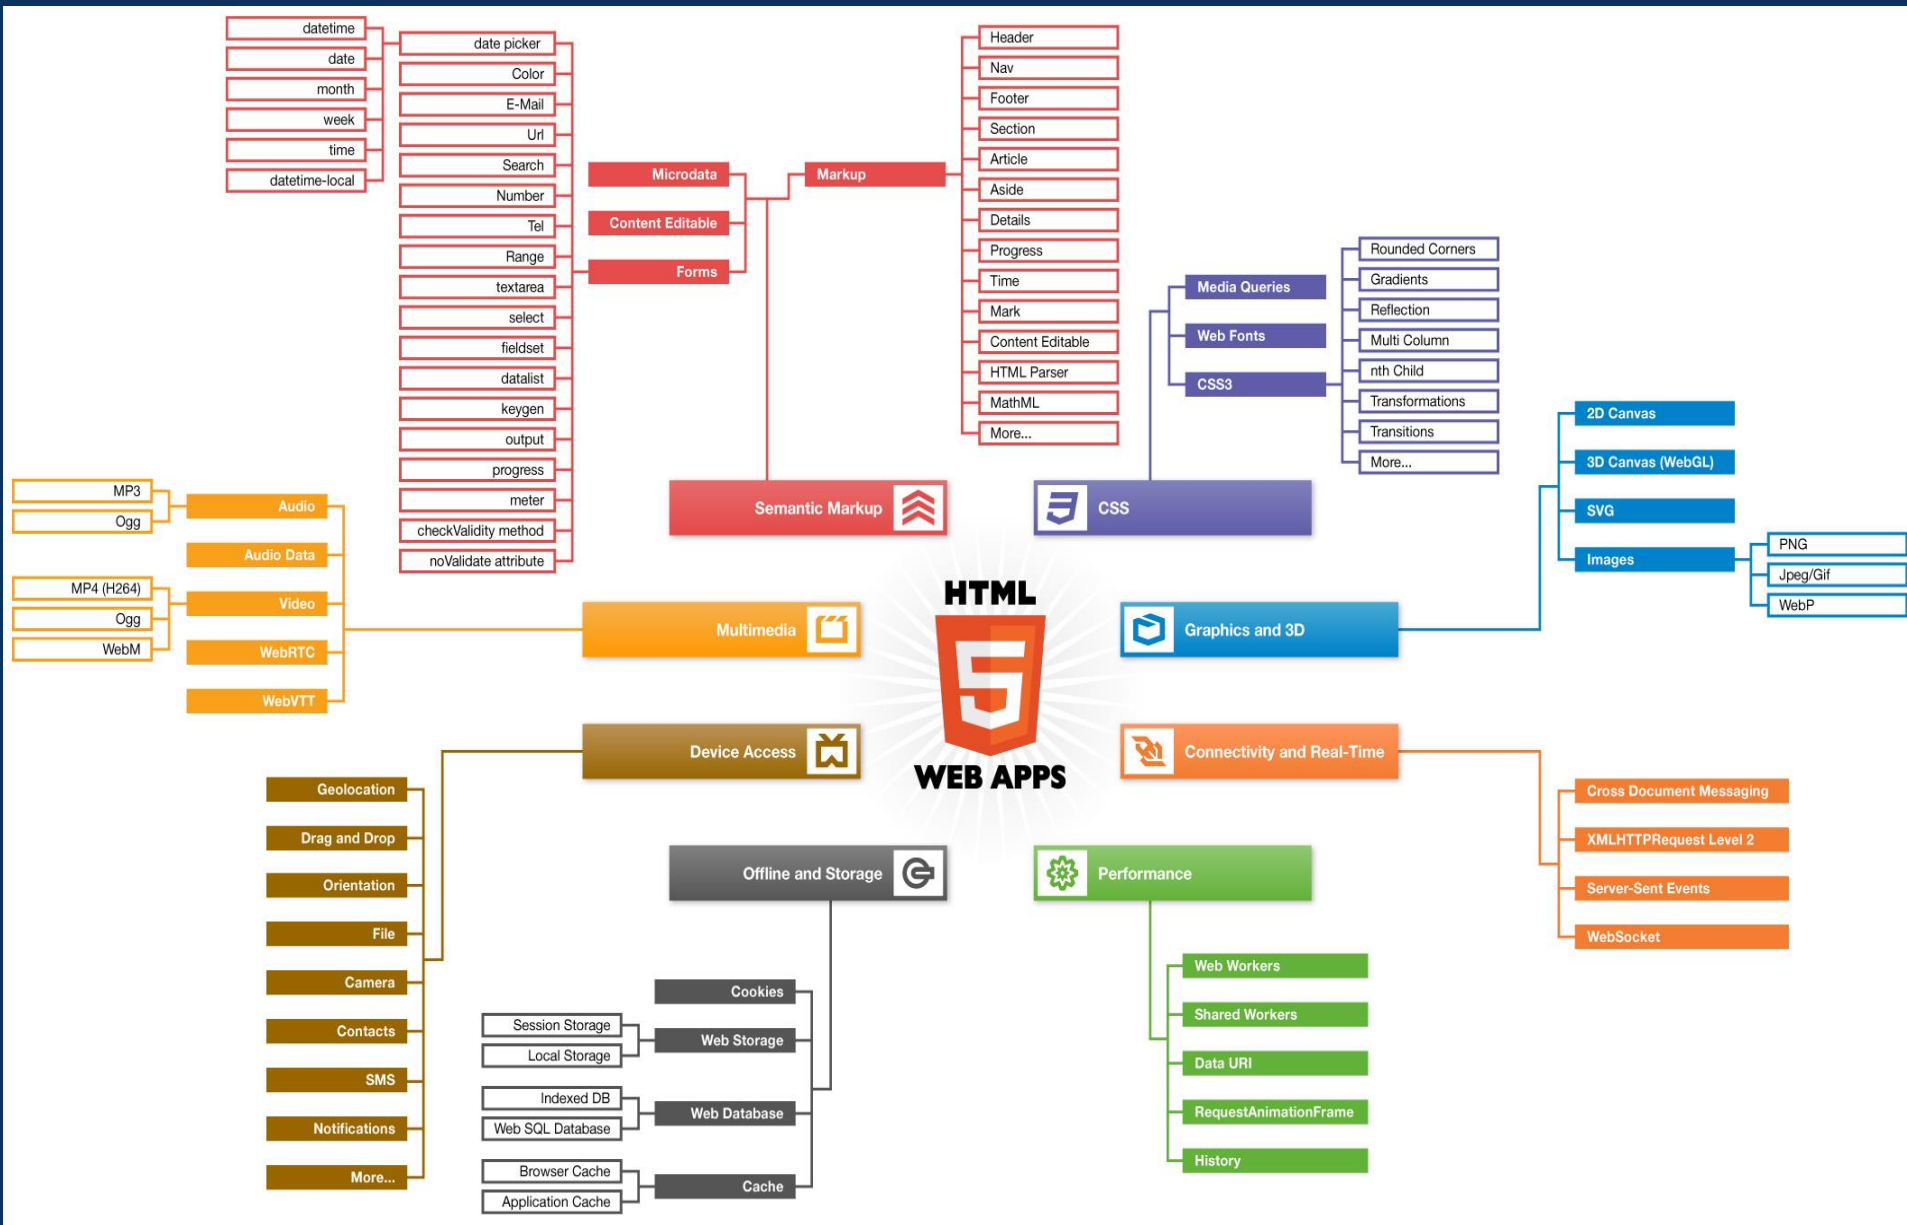 datetime
date
month
week
time
datetime-local
date picker
Color
E-Mail
Url
Search
Number
Tel
Range
textarea
select
fieldset
datalist
keygen
output
progress
meter
checkValidity method
noValidate attribute
Microdata
Content Editable
Forms
Markup
Header
Nav
Footer
Section
Article
Aside
Details
Progress
Time
Mark
Content Editable
HTML Parser
MathML
More...
Semantic Markup
Media Queries
Web Fonts
CSS3
Rounded Corners
Gradients
Reflection
Multi Column
nth Child
Transformations
Transitions
More...
CSS
2D Canvas
3D Canvas (WebGL)
SVG
Images
PNG
Jpeg/Gif
WebP
Graphics and 3D
MP3
Ogg
Audio
Audio Data
MP4 (H264)
Ogg
WebM
Video
WebRTC
WebVTT
Multimedia
HTML
5
WEB APPS
Device Access
Geolocation
Drag and Drop
Orientation
File
Camera
Contacts
SMS
Notifications
More...
Connectivity and Real-Time
Cross Document Messaging
XMLHTTPRequest Level 2
Server-Sent Events
WebSocket
Offline and Storage
Cookies
Session Storage
Local Storage
Web Storage
Indexed DB
Web SQL Database
Web Database
Browser Cache
Application Cache
Cache
Performance
Web Workers
Shared Workers
Data URI
RequestAnimationFrame
History